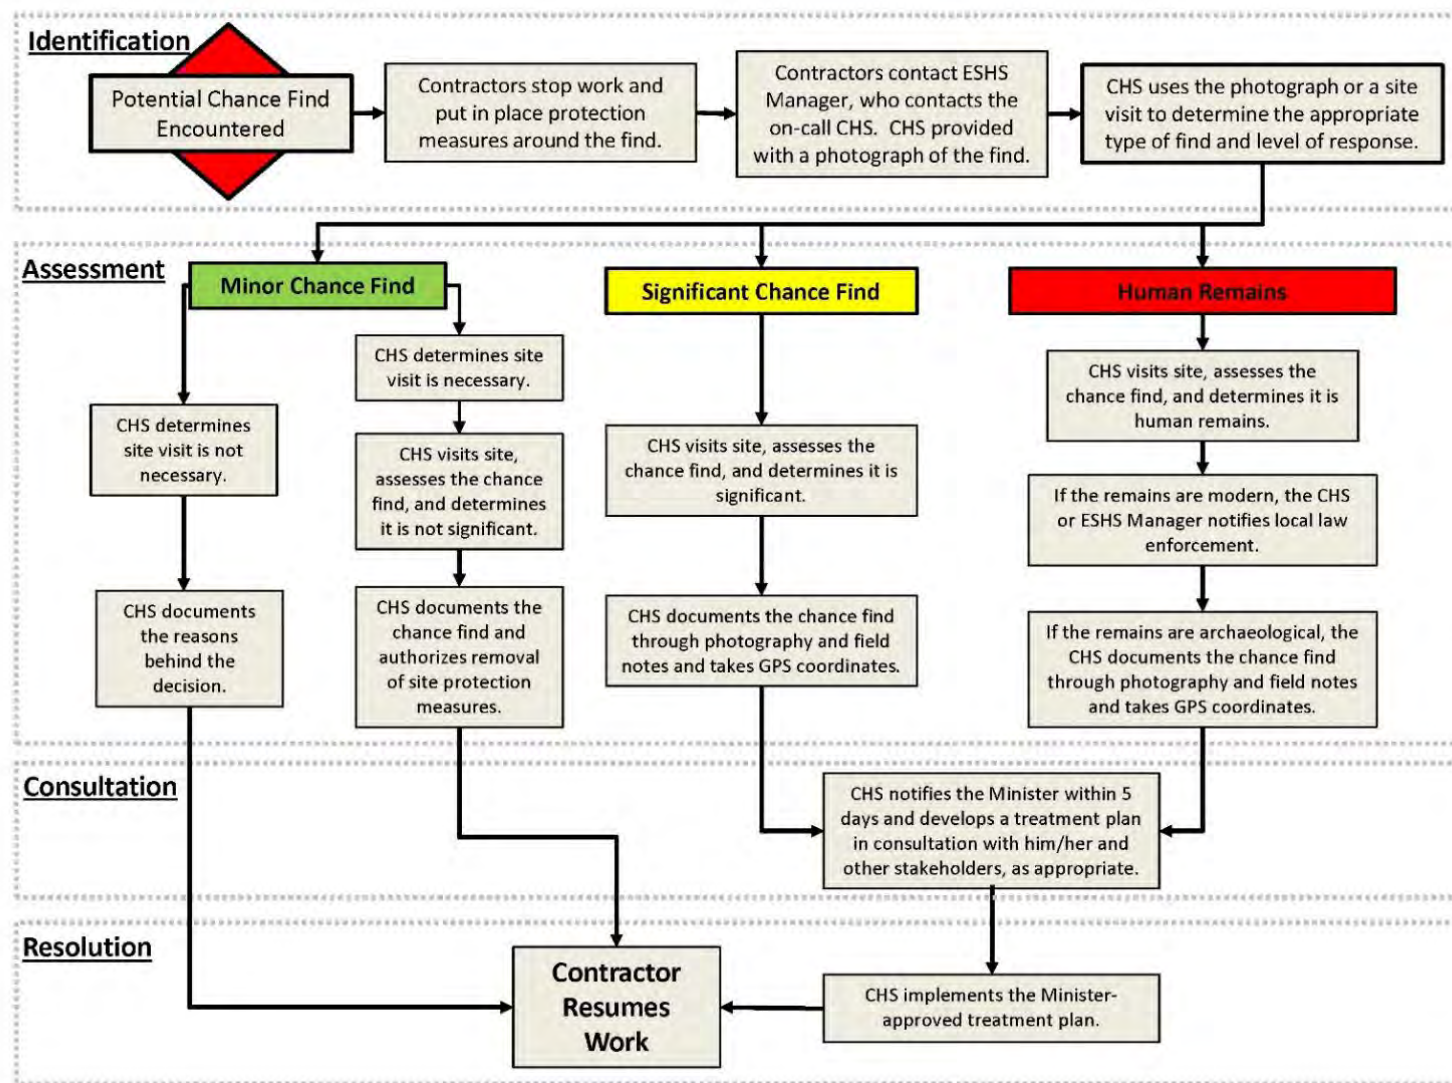 Identification
Potential Chance Find
Encountered
Contractors stop work and
put in place protection
measures around the find.
Contractors contact ESHS
Manager, who contacts the
on-call CHS.  CHS provided
with a photograph of the find.
CHS uses the photograph or a site
visit to determine the appropriate
type of find and level of response.
Assessment
Minor Chance Find
Significant Chance Find
Human Remains
CHS determines
site visit is not
necessary.
CHS documents
the reasons
behind the
decision.
CHS determines site
visit is necessary.
CHS visits site,
assesses the chance
find, and determines
it is not significant.
CHS documents the
chance find and
authorizes removal
of site protection
measures.
CHS visits site, assesses the
chance find, and determines it is
significant.
CHS documents the chance find
through photography and field
notes and takes GPS coordinates.
CHS visits site, assesses the
chance find, and determines it is
human remains.
If the remains are modern, the CHS
or ESHS Manager notifies local law
enforcement.
If the remains are archaeological, the
CHS documents the chance find
through photography and field notes
and takes GPS coordinates.
Consultation
CHS notifies the Minister within 5
days and develops a treatment plan
in consultation with him/her and
other stakeholders, as appropriate.
Resolution
Contractor
Resumes
Work
CHS implements the Minister-
approved treatment plan.